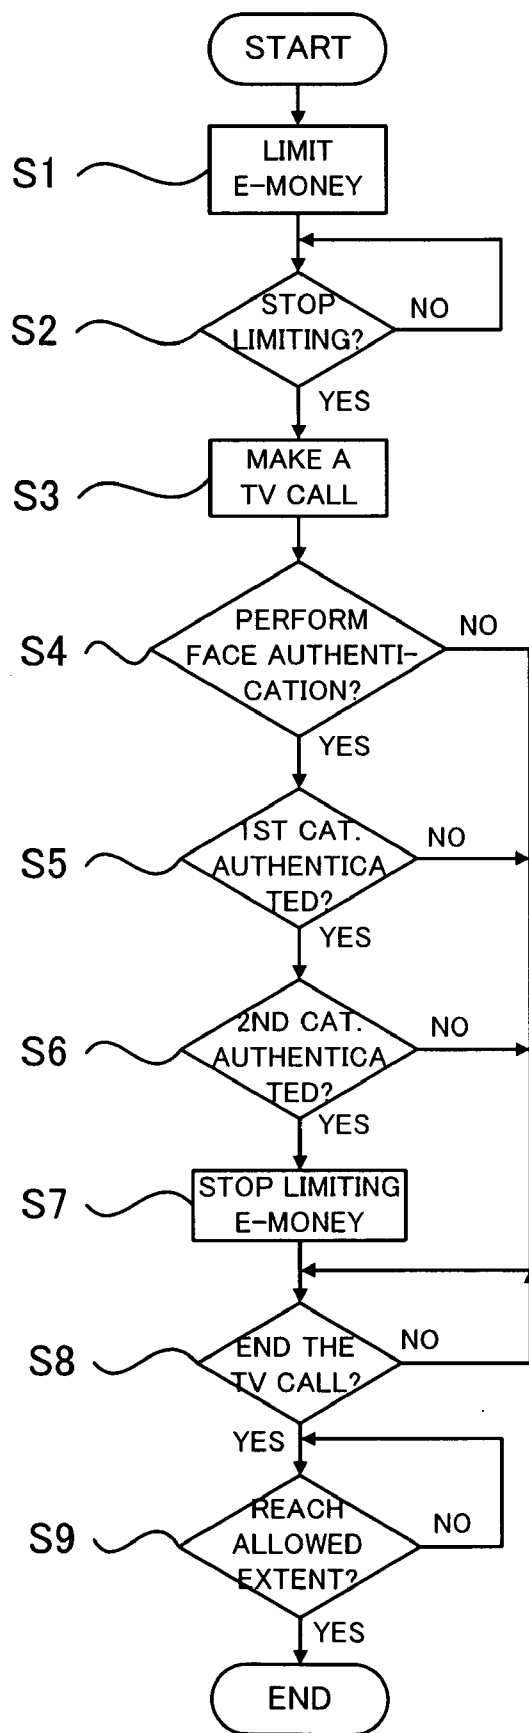 START
S1
LIMIT
E-MONEY
S2
STOP
LIMITING?
NO
YES
S3
MAKE A
TV CALL
S4
PERFORM
FACE AUTHENTI-
CATION?
NO
YES
S5
1ST CAT.
AUTHENTICA
TED?
NO
YES
S6
2ND CAT.
AUTHENTICA
TED?
NO
YES
S7
STOP LIMITING
E-MONEY
S8
END THE
TV CALL?
NO
YES
S9
REACH
ALLOWED
EXTENT?
NO
YES
END